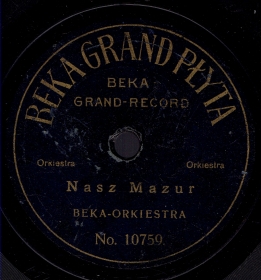 BEKA-GRAND-PŁYTA
BEKA
GRAND-RECORD
Orkiestra
Orkiestra
Nasz Mazur
BEKA-ORKIESTRA
No. 10759.